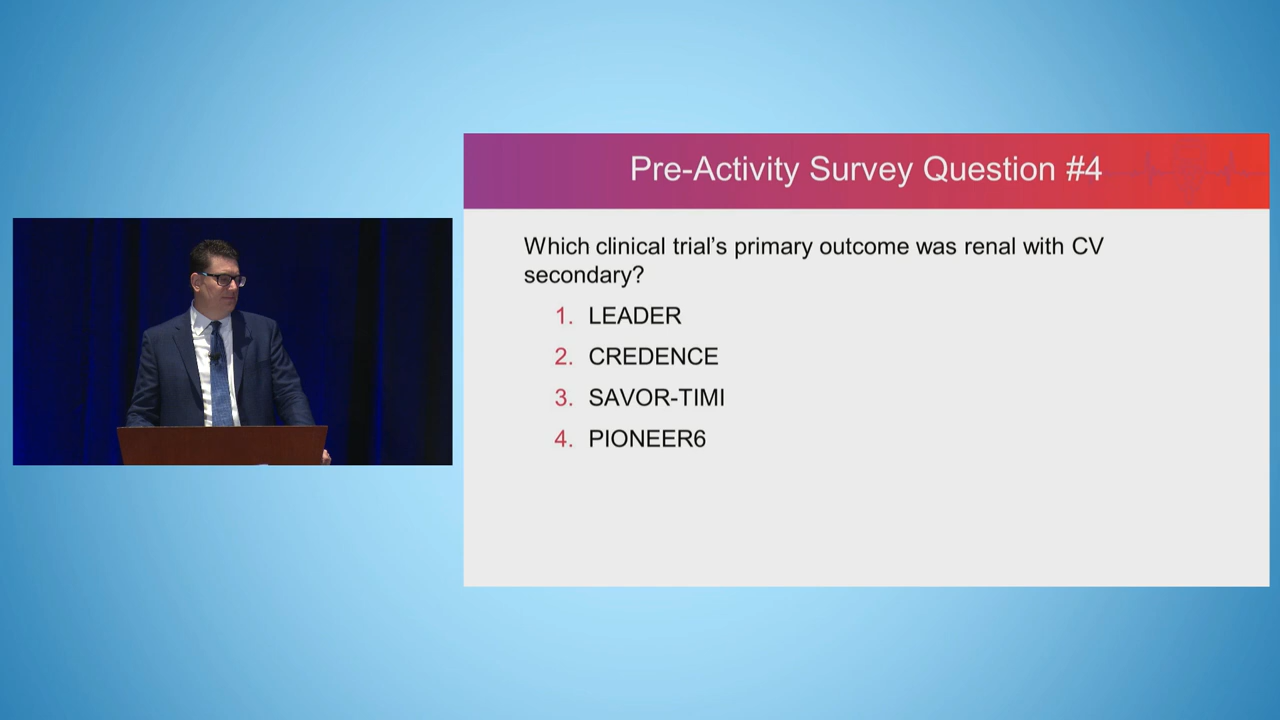 Pre-Activity Survey Question #4
Which clinical trial's primary outcome was renal with CV
secondary?
1. LEADER
2. CREDENCE
3. SAVOR-TIMI
4. PIONEER6